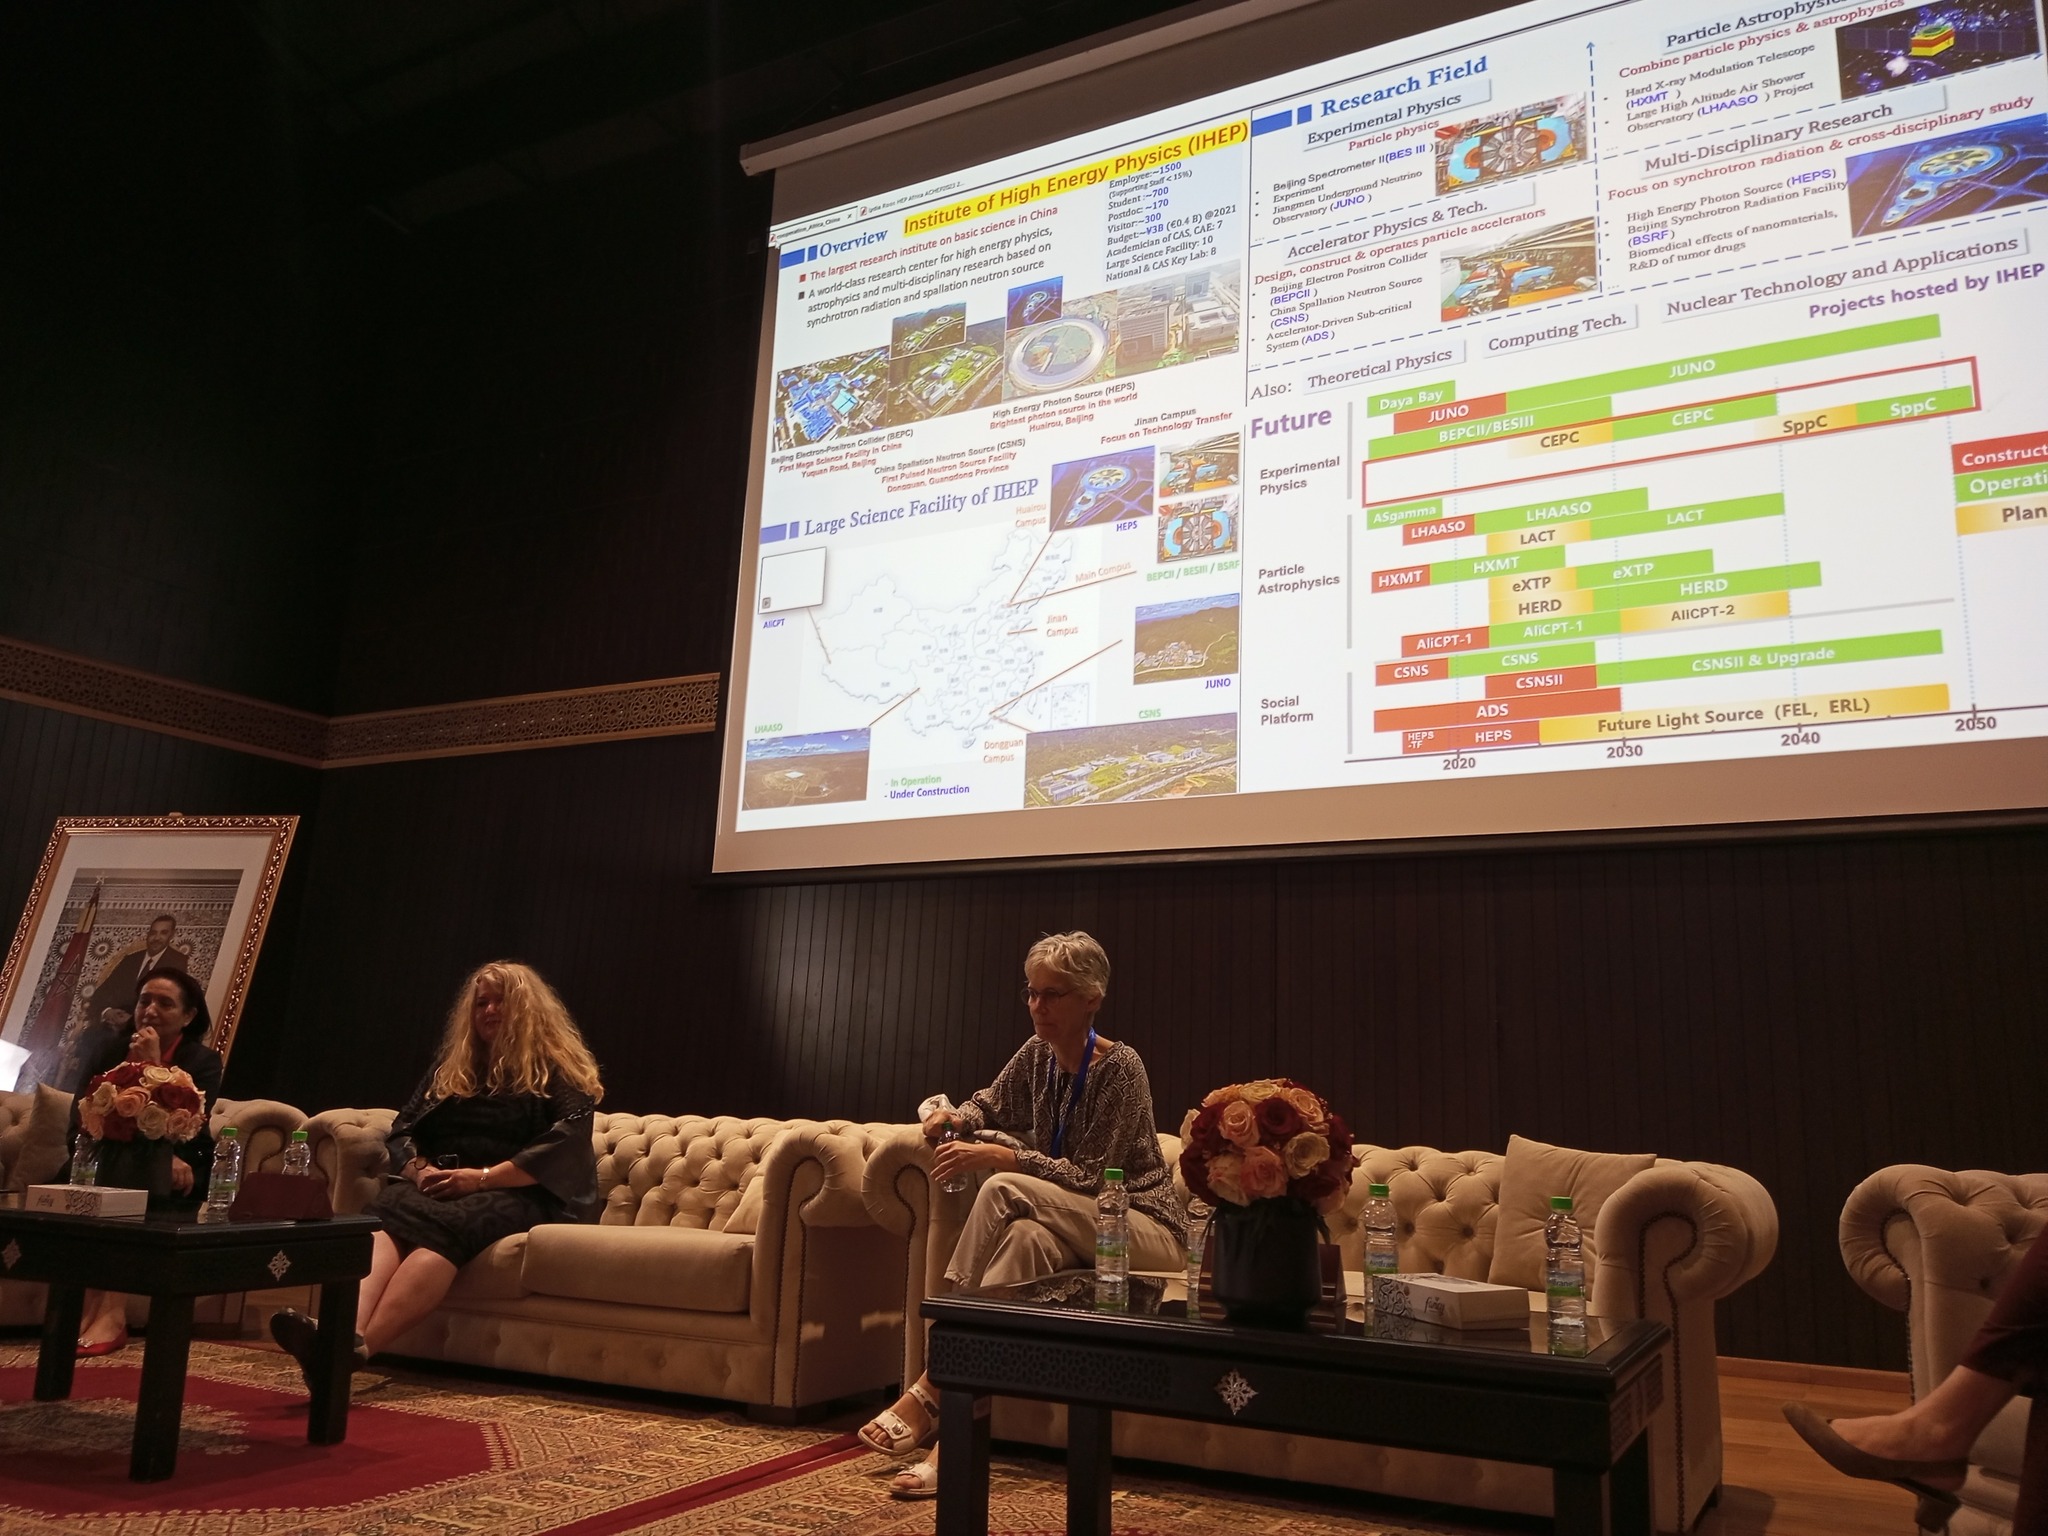 Cooperation_Africa_China
Lydia Roos HEP Africa ACHEP2023 2...
Institute of High Energy Physics (IHEP)
Overview
The largest research institute on basic science in China
A world-class research center for high energy physics,
astrophysics and multi-disciplinary research based on
synchrotron radiation and spallation neutron source
Employee:~1500
(Supporting Staff < 15%)
Student :~700
Postdoc: ~170
Visitor:~300
Budget:~¥3B (€0.4 B) @2021
Academician of CAS, CAE: 7
Large Science Facility: 10
National & CAS Key Lab: 8
Beijing Electron-Positron Collider (BEPC)
First Mega Science Facility in China
Yuquan Road, Beijing
High Energy Photon Source (HEPS)
Brightest photon source in the world
Huairou, Beijing
China Spallation Neutron Source (CSNS)
First Pulsed Neutron Source Facility
Dongguan, Guangdong Province
Jinan Campus
Focus on Technology Transfer
Large Science Facility of IHEP
Huairou
Campus
HEPS
Main Campus
BEPCII / BESIII / BSRF
AliCPT
Jinan
Campus
JUNO
LHAASO
CSNS
Dongguan
Campus
- In Operation
- Under Construction
Research Field
Experimental Physics
Particle physics
Beijing Spectrometer II(BES III )
Experiment
Jiangmen Underground Neutrino
Observatory (JUNO )
...
Accelerator Physics & Tech.
Design, construct & operates particle accelerators
Beijing Electron Positron Collider
(BEPCII )
China Spallation Neutron Source
(CSNS)
Accelerator-Driven Sub-critical
System (ADS )
...
Particle Astrophysics
Combine particle physics & astrophysics
Hard X-ray Modulation Telescope
(HXMT )
Large High Altitude Air Shower
Observatory (LHAASO ) Project
...
Multi-Disciplinary Research
Focus on synchrotron radiation & cross-disciplinary study
High Energy Photon Source (HEPS)
Beijing Synchrotron Radiation Facility
(BSRF)
Biomedical effects of nanomaterials,
R&D of tumor drugs
...
Also: Theoretical Physics Computing Tech. Nuclear Technology and Applications
Projects hosted by IHEP
Future
Experimental
Physics
Daya Bay
JUNO JUNO
BEPCII/BESIII
CEPC CEPC SppC SppC
Construct
Operati
Plan
Particle
Astrophysics
ASgamma
LHAASO LHAASO
LACT LACT
HXMT HXMT
eXTP eXTP
HERD HERD
AliCPT-1 AliCPT-1 AliCPT-2
Social
Platform
CSNS CSNS
CSNSII CSNSII & Upgrade
ADS
HEPS
-TF HEPS Future Light Source (FEL, ERL)
2020 2030 2040 2050